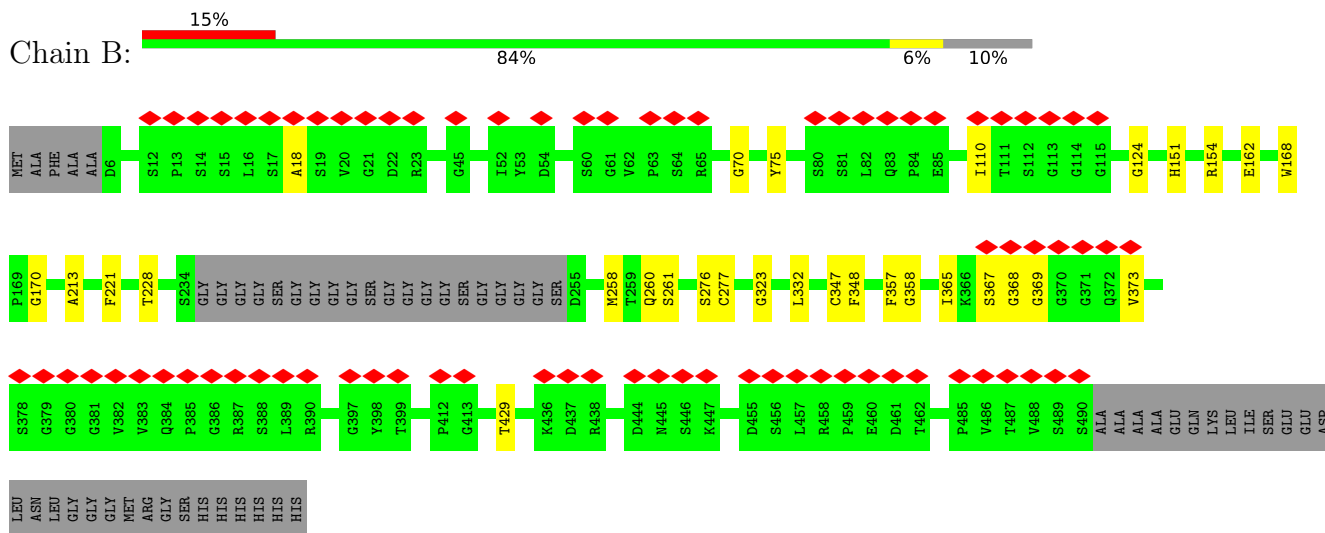 15%
Chain B:
84% 6% 10%
MET ALA PHE ALA ALA D6 S12 P13 S14 S15 L16 S17 A18 S19 V20 G21 D22 R23 G45 I52 Y53 D54 S60 G61 V62 P63 S64 R65 G70 Y75 S80 S81 L82 Q83 P84 E85 I110 T111 S112 G113 G114 G115 G124 H151 R154 E162 W168
P169 G170 A213 F221 T228 S234 GLY GLY GLY SER GLY GLY GLY GLY SER GLY GLY GLY GLY SER GLY GLY GLY GLY SER D255 M258 T259 Q260 S261 S276 C277 G323 L332 C347 F348 F357 G358 I365 K366 S367 G368 G369 G370 G371 Q372 V373
S378 G379 G380 G381 V382 V383 Q384 P385 G386 R387 S388 L389 R390 G397 Y398 T399 P412 G413 T429 K436 D437 R438 D444 N445 S446 K447 D455 S456 L457 R458 P459 E460 D461 T462 P485 V486 T487 V488 S489 S490 ALA ALA ALA ALA GLU GLN LYS LEU ILE SER GLU GLU ASP
LEU ASN LEU GLY GLY GLY MET ARG GLY SER HIS HIS HIS HIS HIS HIS